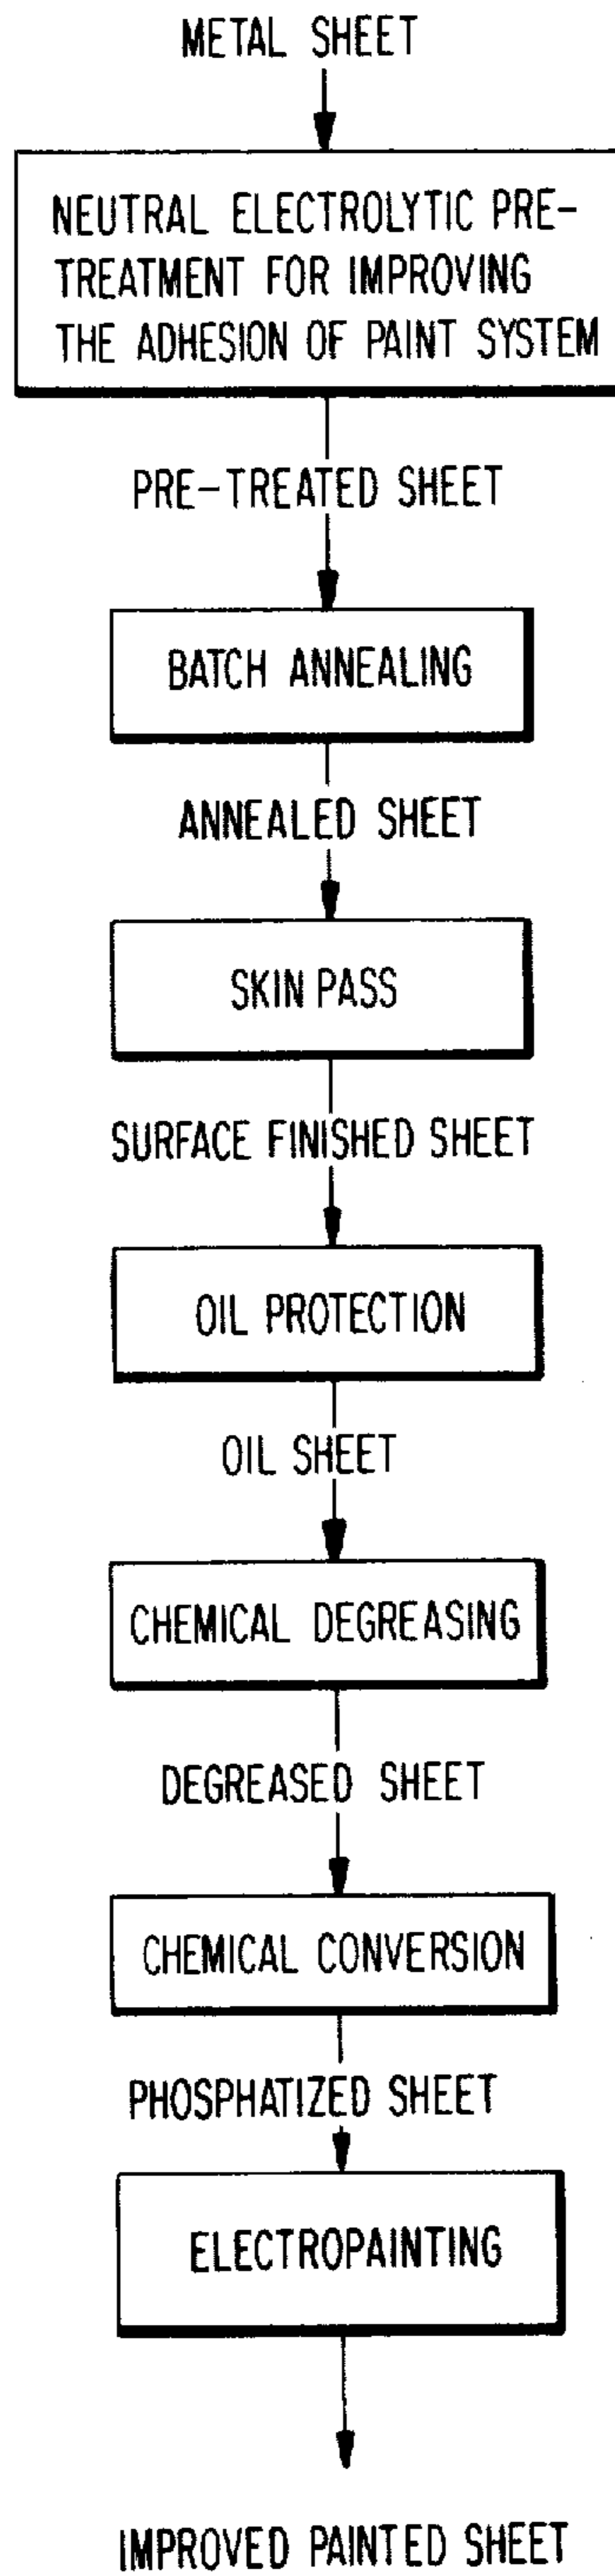 METAL SHEET
NEUTRAL ELECTROLYTIC PRE-
TREATMENT FOR IMPROVING
THE ADHESION OF PAINT SYSTEM
PRE-TREATED SHEET
BATCH ANNEALING
ANNEALED SHEET
SKIN PASS
SURFACE FINISHED SHEET
OIL PROTECTION
OIL SHEET
CHEMICAL DEGREASING
DEGREASED SHEET
CHEMICAL CONVERSION
PHOSPHATIZED SHEET
ELECTROPAINTING
IMPROVED PAINTED SHEET